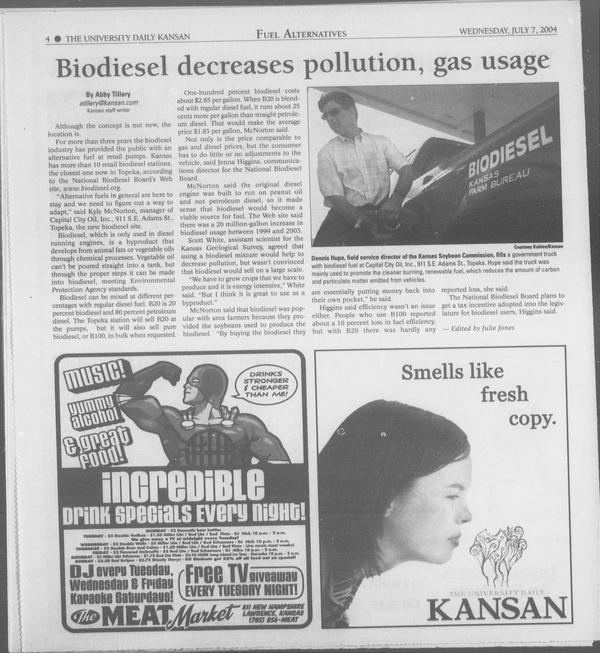 4 ● THE UNIVERSITY DAILY KANSAN
FUEL ALTERNATIVES
WEDNESDAY, JULY 7, 2004
Biodiesel decreases pollution, gas usage
By Abby Tillery
atillery@kansan.com
Kansan staff writer
Although the concept is not new, the
location is.
For more than three years the biodiesel
industry has provided the public with an
alternative fuel at retail pumps. Kansas
has more than 10 retail biodiesel stations,
the closest one now in Topeka, according
to the National Biodiesel Board's Web
site, www.biodiesel.org.
"Alternative fuels in general are here to
stay and we need to figure out a way to
adapt," said Kyle McNorton, manager of
Capital City Oil, Inc., 911 S.E. Adams St.,
Topeka, the new biodiesel site.
Biodiesel, which is only used in diesel
running engines, is a byproduct that
develops from animal fats or vegetable oils
through chemical processes. Vegetable oil
can't be poured straight into a tank, but
through the proper steps it can be made
into biodiesel, meeting Environmental
Protection Agency standards.
Biodiesel can be mixed at different per-
centages with regular diesel fuel. B20 is 20
percent biodiesel and 80 percent petroleum
diesel. The Topeka station will sell B20 at
the pumps, but it will also sell pure
biodiesel, or B100, in bulk when requested.
One-hundred percent biodiesel costs
about $2.85 per gallon. When B20 is blend-
ed with regular diesel fuel, it runs about 25
cents more per gallon than straight petrole-
um diesel. That would make the average
price $1.85 per gallon, McNorton said.
Not only is the price comparable to
gas and diesel prices, but the consumer
has to do little or no adjustments to the
vehicle, said Jenna Higgins, communica-
tions director for the National Biodiesel
Board.
McNorton said the original diesel
engine was built to run on peanut oil
and not petroleum diesel, so it made
sense that biodiesel would become a
viable source for fuel. The Web site said
there was a 20 million-gallon increase in
biodiesel usage between 1999 and 2003.
Scott White, assistant scientist for the
Kansas Geological Survey, agreed that
using a biodiesel mixture would help to
decrease pollution, but wasn't convinced
that biodiesel would sell on a large scale.
"We have to grow crops that we have to
produce and it is energy intensive," White
said. "But I think it is great to use as a
byproduct."
McNorton said that biodiesel was pop-
ular with area farmers because they pro-
vided the soybeans used to produce the
biodiesel. "By buying the biodiesel they
BIODIESEL
KANSAS
FARM BUREAU
Courtney Kuhlen/Kansan
Dennis Hupe, field service director of the Kansas Soybean Commission, fills a government truck
with biodiesel fuel at Capital City Oil, Inc., 911 S.E. Adams St., Topeka. Hupe said the truck was
mainly used to promote the cleaner burning, renewable fuel, which reduces the amount of carbon
and particulate matter emitted from vehicles.
are essentially putting money back into
their own pocket," he said.
Higgins said efficiency wasn't an issue
either. People who use B100 reported
about a 10 percent loss in fuel efficiency,
but with B20 there was hardly any
reported loss, she said.
The National Biodiesel Board plans to
get a tax incentive adopted into the legis-
lature for biodiesel users, Higgins said.
— Edited by Julie Jones
MUSIC!
yummy
alcohol
& great
food!
DRINKS
STRONGER
& CHEAPER
THAN ME!
INCREDIBLE
DRINK SPECIALS EVERY NIGHT!
DJ every Tuesday,
Wednesday & Friday
Karaoke Saturdays!
Free TV giveaway
EVERY TUESDAY NIGHT!
The MEAT Market
811 NEW HAMPSHIRE
LAWRENCE, KANSAS
(785) 856-MEAT
Smells like
fresh
copy.
THE UNIVERSITY DAILY
KANSAN